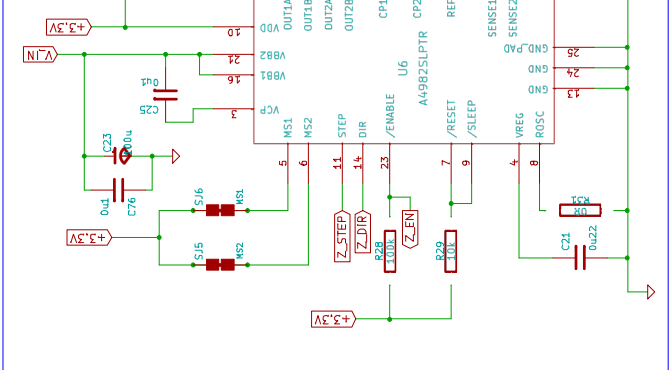 OUT1A
OUT1B
OUT2A
OUT2B
CP1
CP2
REF
SENSE1
SENSE2
+3.3V
10
VDD
V_IN
21
VBB2
16
VBB1
0u1
C25
3
VCP
U6
A4982SLPTR
GND_PAD
25
GND
24
GND
13
MS1
MS2
STEP
DIR
/ENABLE
/RESET
/SLEEP
VREG
ROSC
5
6
11
14
23
7
9
4
8
C23
100u
0u1
C76
SJ6
MS1
+3.3V
SJ5
MS2
Z_STEP
Z_DIR
Z_EN
R28
100k
R29
10k
R31
0R
C21
0u22
+3.3V